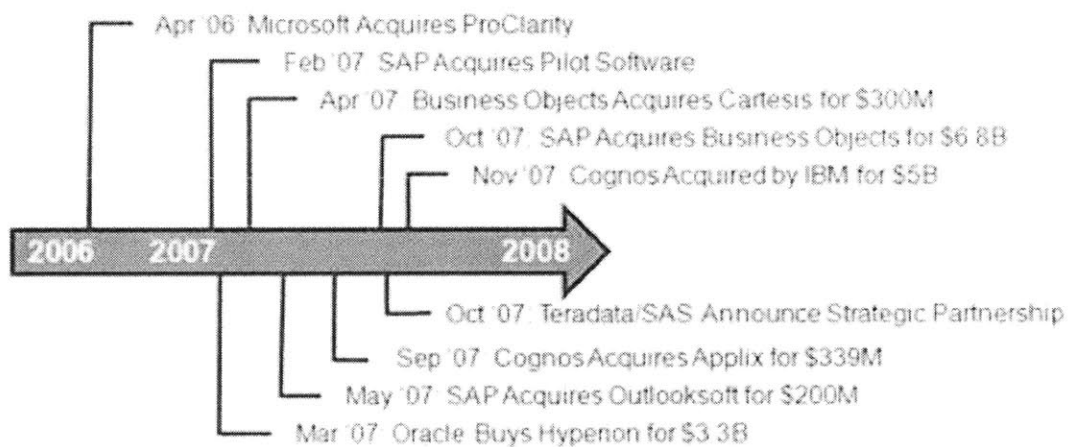 Apr '06: Microsoft Acquires ProClarity
Feb '07: SAP Acquires Pilot Software
Apr '07: Business Objects Acquires Cartesis for $300M
Oct '07: SAP Acquires Business Objects for $6.8B
Nov '07: Cognos Acquired by IBM for $5B
2006 2007 2008
Oct '07: Teradata/SAS Announce Strategic Partnership
Sep '07: Cognos Acquires Applix for $339M
May '07: SAP Acquires Outlooksoft for $200M
Mar '07: Oracle Buys Hyperion for $3.3B